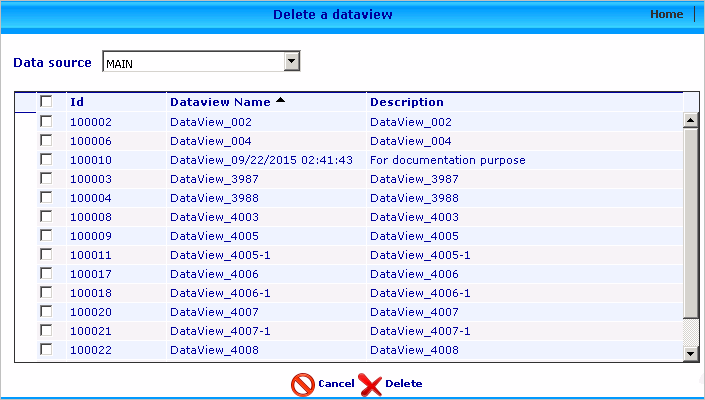 Delete a dataview Home
Data source MAIN
Id Dataview Name Description
100002 DataView_002 DataView_002
100006 DataView_004 DataView_004
100010 DataView_09/22/2015 02:41:43 For documentation purpose
100003 DataView_3987 DataView_3987
100004 DataView_3988 DataView_3988
100008 DataView_4003 DataView_4003
100009 DataView_4005 DataView_4005
100011 DataView_4005-1 DataView_4005-1
100017 DataView_4006 DataView_4006
100018 DataView_4006-1 DataView_4006-1
100020 DataView_4007 DataView_4007
100021 DataView_4007-1 DataView_4007-1
100022 DataView_4008 DataView_4008
Cancel Delete